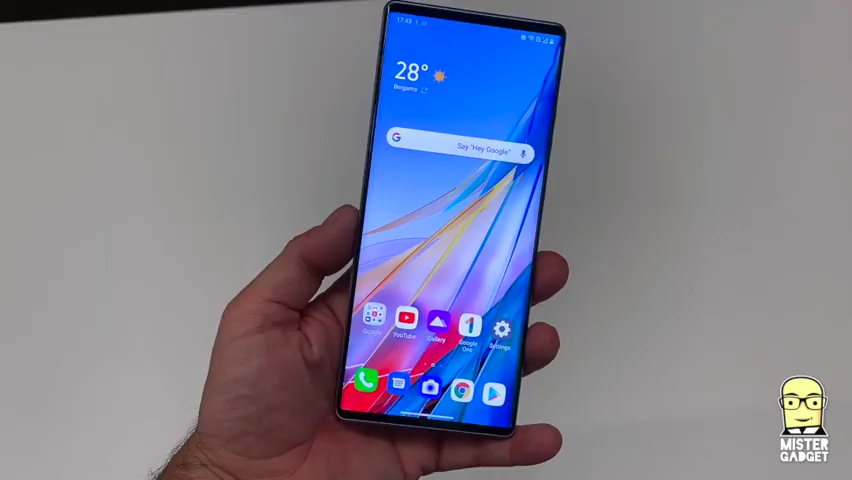 17:43
28°
Bergamo
Say "Hey Google"
Google
YouTube
Gallery
Google One
Settings
MISTER
GADGET